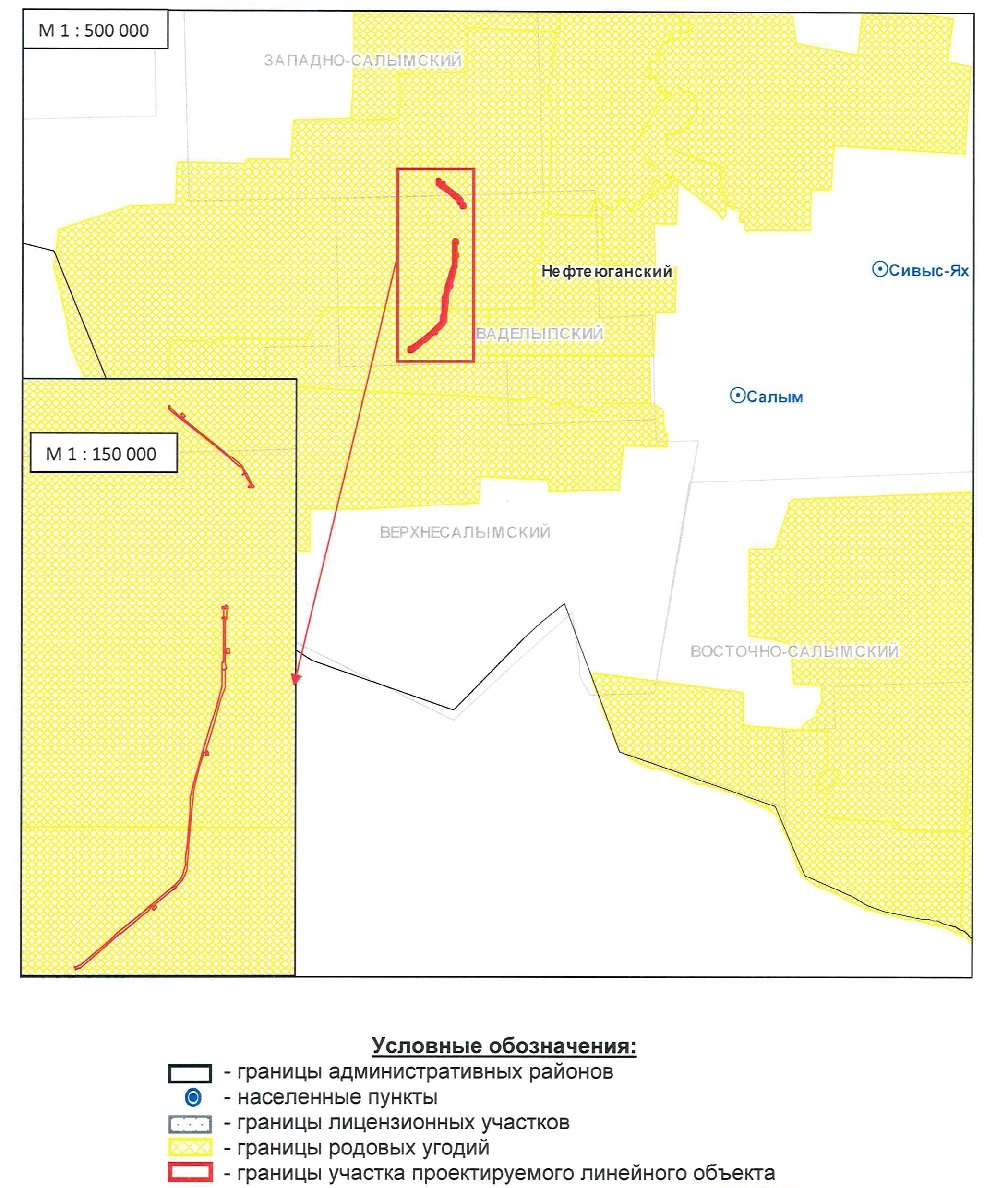 М 1 : 500 000
ЗАПАДНО-САЛЫМСКИЙ
Нефтеюганский
Сивыс-Ях
ВАДЕЛЫПСКИЙ
Салым
М 1 : 150 000
ВЕРХНЕСАЛЫМСКИЙ
ВОСТОЧНО-САЛЫМСКИЙ
Условные обозначения:
- границы административных районов
- населенные пункты
- границы лицензионных участков
- границы родовых угодий
- границы участка проектируемого линейного объекта